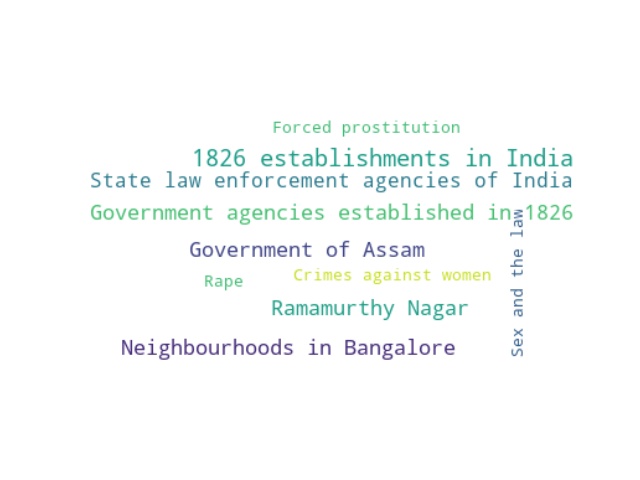 Forced prostitution
1826 establishments in India
State law enforcement agencies of India
Government agencies established in 1826
Government of Assam
Crimes against women
Rape
Ramamurthy Nagar
Neighbourhoods in Bangalore
Sex and the law